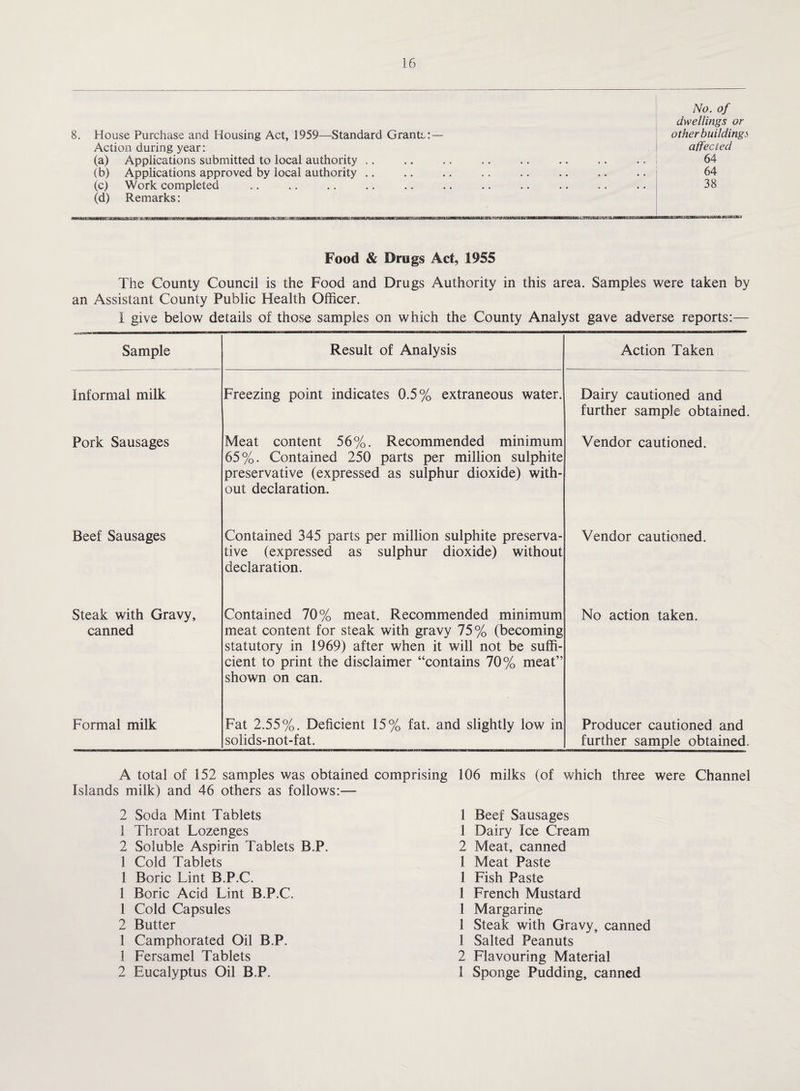 16
No. of
dwellings or
8. House Purchase and Housing Act, 1959—Standard Grants:— other buildings
Action during year: affected
(a) Applications submitted to local authority .. .. .. .. .. .. .. .. 64
(b) Applications approved by local authority .. .. .. .. .. .. .. .. 64
(c) Work completed .. .. .. .. .. .. .. .. .. .. .. 38
(d) Remarks:
Food & Drugs Act, 1955
The County Council is the Food and Drugs Authority in this area. Samples were taken by
an Assistant County Public Health Officer.
I give below details of those samples on which the County Analyst gave adverse reports:—
Sample Result of Analysis Action Taken
Informal milk Freezing point indicates 0.5% extraneous water. Dairy cautioned and
further sample obtained.
Pork Sausages Meat content 56%. Recommended minimum Vendor cautioned.
65%. Contained 250 parts per million sulphite
preservative (expressed as sulphur dioxide) with-
out declaration.
Beef Sausages Contained 345 parts per million sulphite preserva- Vendor cautioned.
tive (expressed as sulphur dioxide) without
declaration.
Steak with Gravy, Contained 70% meat. Recommended minimum No action taken.
canned meat content for steak with gravy 75% (becoming
statutory in 1969) after when it will not be suffi-
cient to print the disclaimer “contains 70% meat”
shown on can.
Formal milk Fat 2.55%. Deficient 15% fat. and slightly low in Producer cautioned and
solids-not-fat. further sample obtained.
A total of 152 samples was obtained comprising 106 milks (of which three were Channel
Islands milk) and 46 others as follows:—
2 Soda Mint Tablets
1 Throat Lozenges
2 Soluble Aspirin Tablets B.P.
1 Cold Tablets
1 Boric Lint B.P.C.
1 Boric Acid Lint B.P.C.
1 Cold Capsules
2 Butter
1 Camphorated Oil B.P.
1 Fersamel Tablets
2 Eucalyptus Oil B.P.
1 Beef Sausages
1 Dairy Ice Cream
2 Meat, canned
1 Meat Paste
1 Fish Paste
1 French Mustard
1 Margarine
1 Steak with Gravy, canned
1 Salted Peanuts
2 Flavouring Material
1 Sponge Pudding, canned